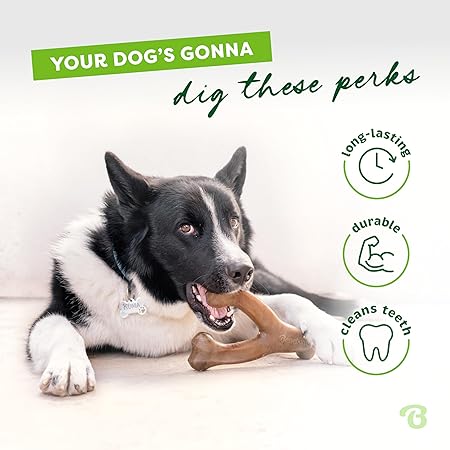 YOUR DOG'S GONNA
dig these perks
long-lasting
durable
cleans teeth
B